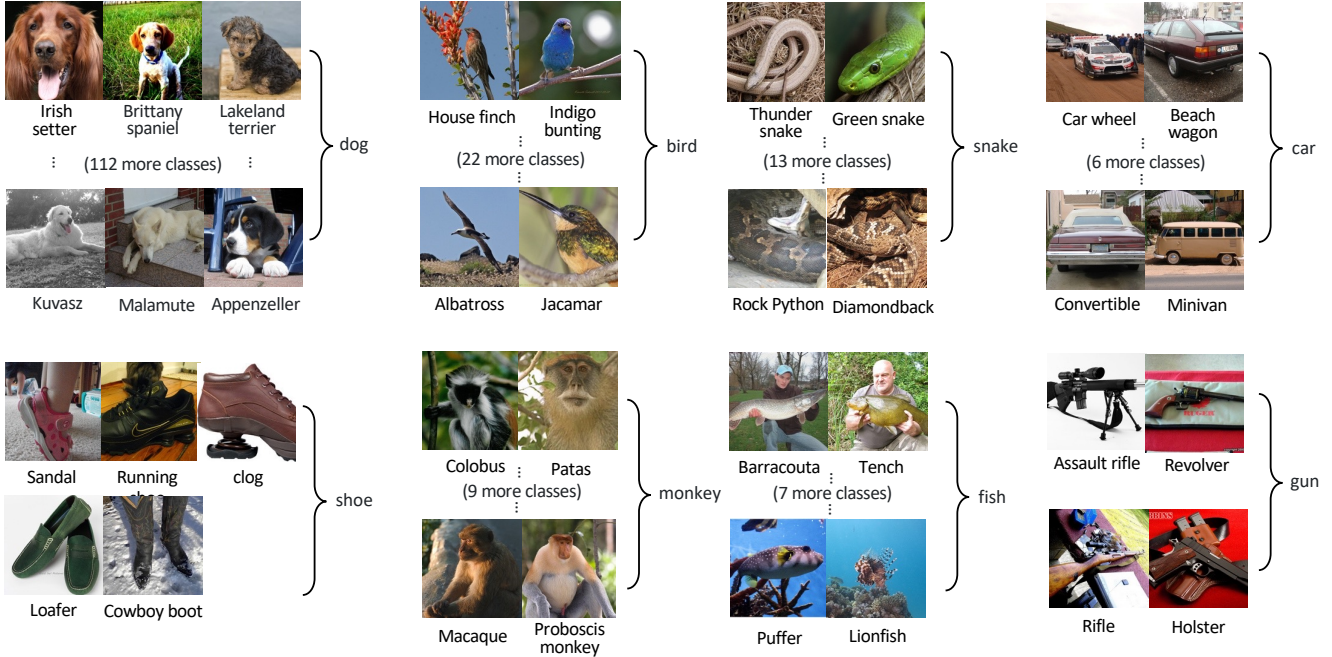 Irish
setter
Brittany
spaniel
Lakeland
terrier
(112 more classes)
Kuvasz
Malamute
Appenzeller
dog
House finch
Indigo
bunting
(22 more classes)
Albatross
Jacamar
bird
Thunder
snake
Green snake
(13 more classes)
Rock Python
Diamondback
snake
Car wheel
Beach
wagon
(6 more classes)
Convertible
Minivan
car
Sandal
Running
clog
Loafer
Cowboy boot
shoe
Colobus
Patas
(9 more classes)
Macaque
Proboscis
monkey
monkey
Barracouta
Tench
(7 more classes)
Puffer
Lionfish
fish
Assault rifle
RUGER
Revolver
Rifle
Holster
gun